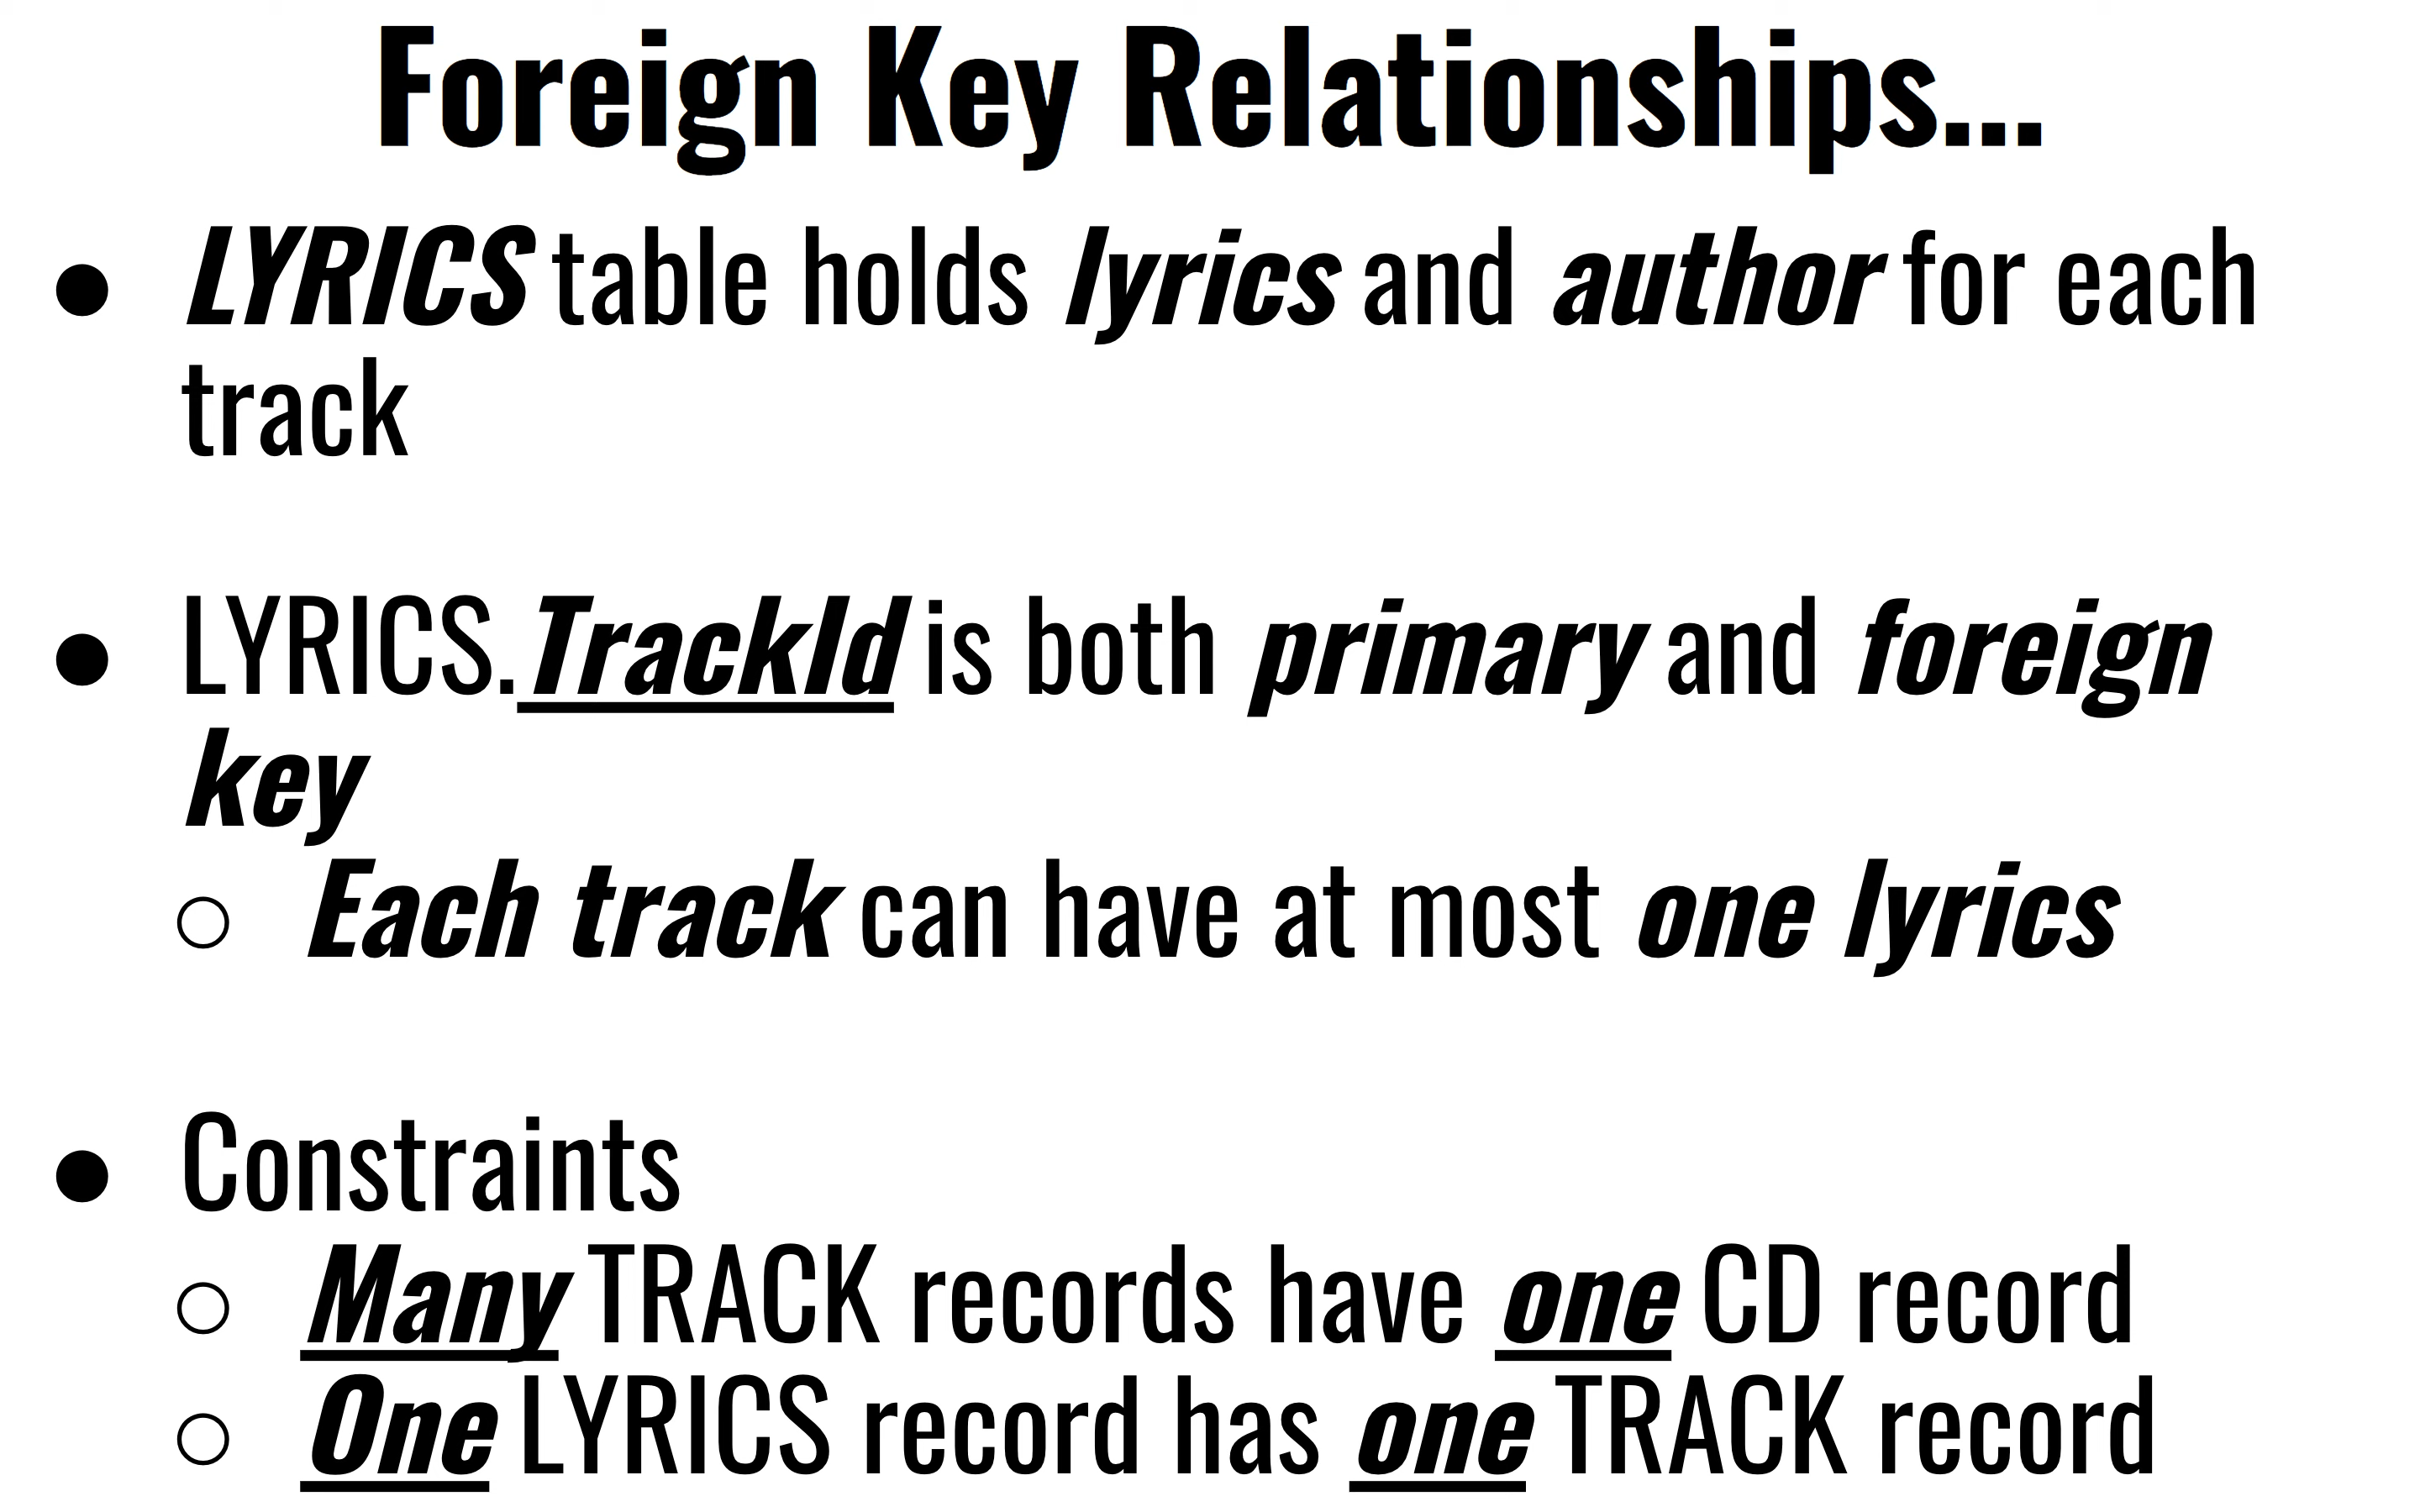 Foreign Key Relationships...
● LYRICS table holds lyrics and author for each
track
● LYRICS.TrackId is both primary and foreign
key
○ Each track can have at most one lyrics
● Constraints
○ Many TRACK records have one CD record
○ One LYRICS record has one TRACK record